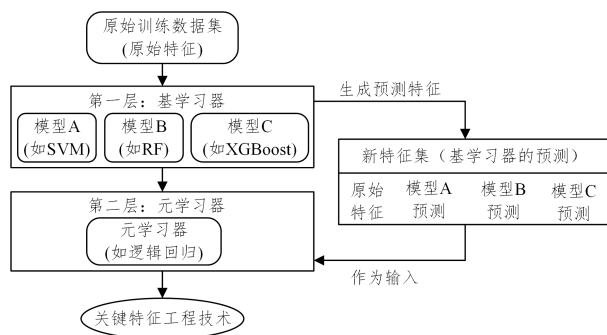 原始训练数据集
(原始特征)
第一层：基学习器
模型A
(如SVM)
模型B
(如RF)
模型C
(如XGBoost)
生成预测特征
新特征集（基学习器的预测）
原始
特征
模型A
预测
模型B
预测
模型C
预测
第二层：元学习器
元学习器
(如逻辑回归)
作为输入
关键特征工程技术